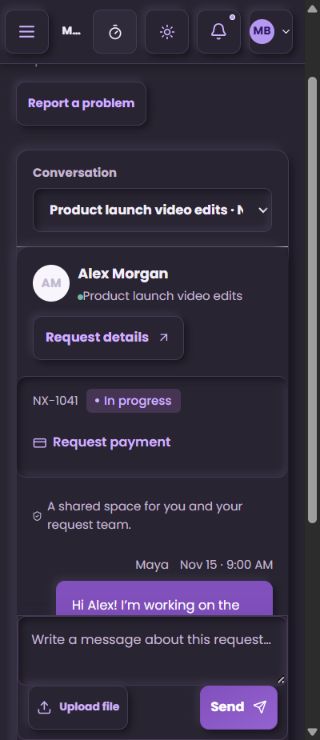 M...
MB
Report a problem
Conversation
Product launch video edits · N
AM
Alex Morgan
Product launch video edits
Request details
NX-1041
In progress
Request payment
A shared space for you and your
request team.
Maya Nov 15 · 9:00 AM
Hi Alex! I'm working on the
Write a message about this request...
Upload file
Send